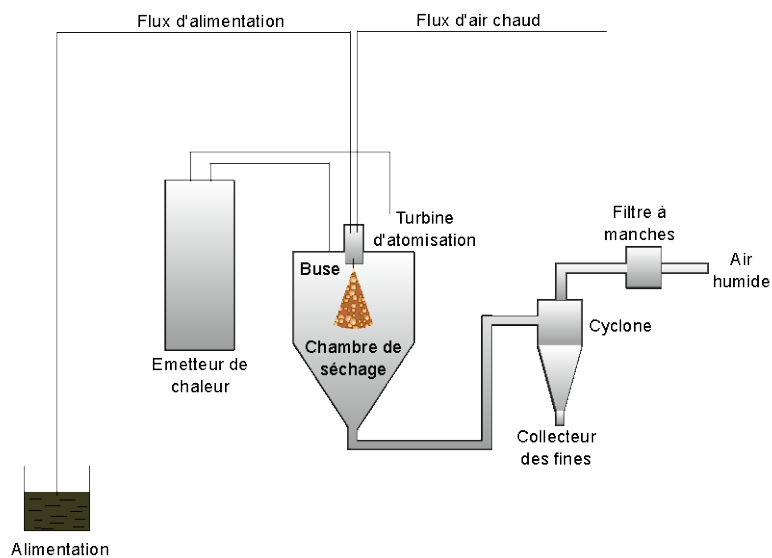 Flux d'alimentation
Flux d'air chaud
Turbine
d'atomisation
Filtre à
manches
Air
humide
Buse
Cyclone
Chambre de
séchage
Emetteur de
chaleur
Collecteur
des fines
Alimentation